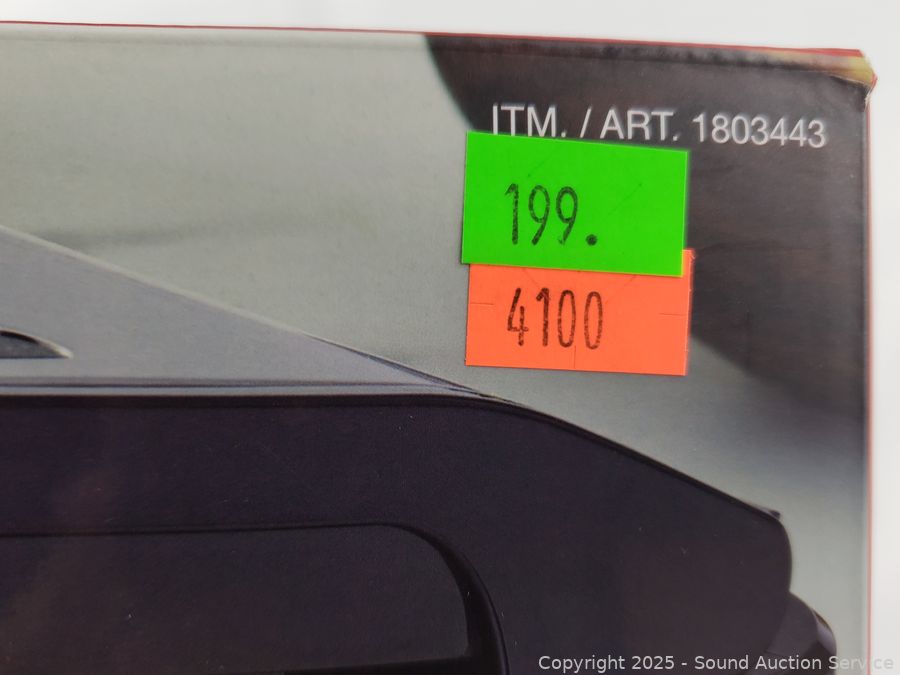 ITM. / ART. 1803443
199.
4100
Copyright 2025 - Sound Auction Service